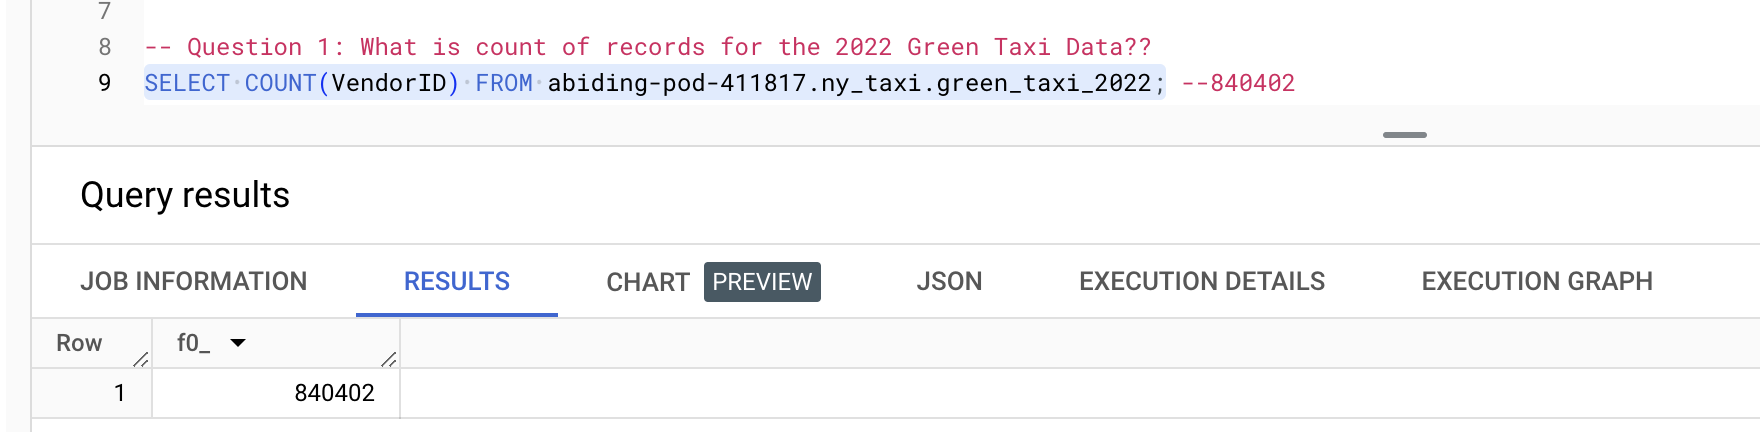 7
8 -- Question 1: What is count of records for the 2022 Green Taxi Data??
9 SELECT COUNT(VendorID) FROM abiding-pod-411817.ny_taxi.green_taxi_2022; --840402
Query results
JOB INFORMATION RESULTS CHART PREVIEW JSON EXECUTION DETAILS EXECUTION GRAPH
Row f0_
1 840402